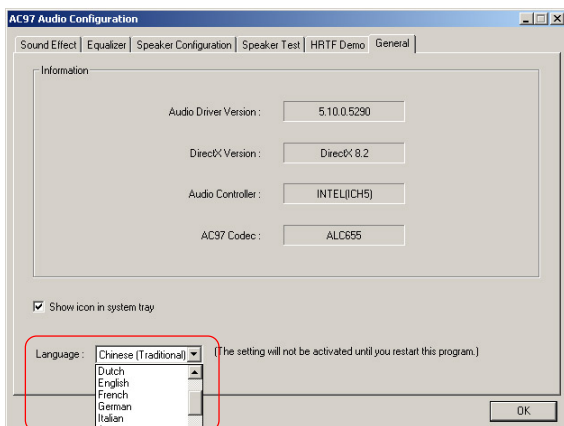 AC97 Audio Configuration
Sound Effect Equalizer Speaker Configuration Speaker Test HRTF Demo General
Information
Audio Driver Version : 5.10.0.5290
DirectX Version : DirectX 8.2
Audio Controller : INTEL(ICH5)
AC97 Codec : ALC655
Show icon in system tray
Language : Chinese (Traditional) (The setting will not be activated until you restart this program.)
Dutch
English
French
German
Italian
OK